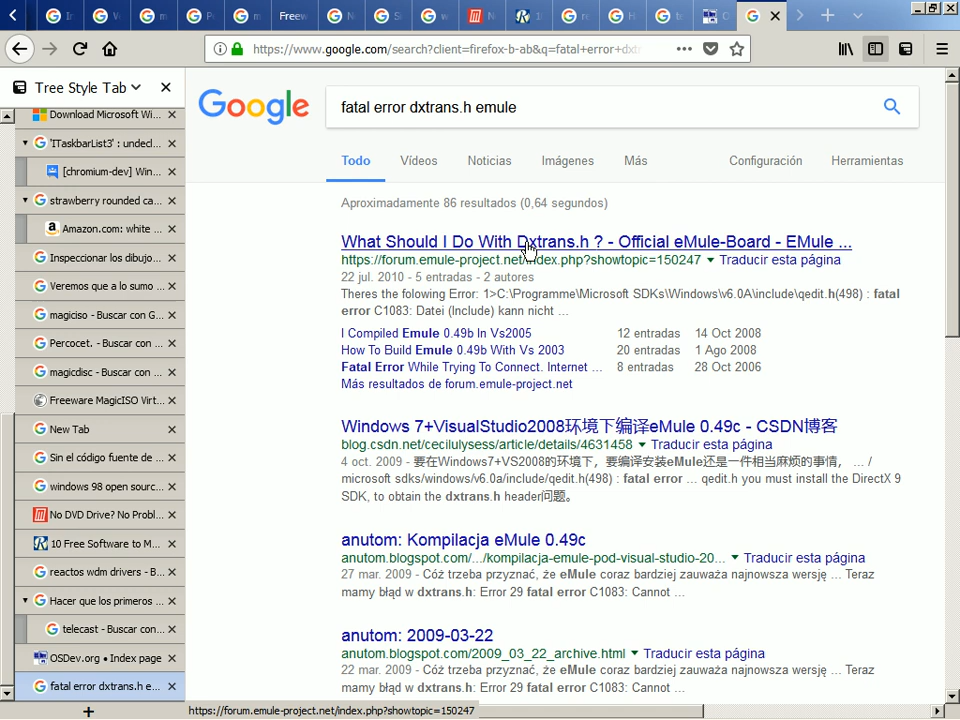 Freew
https://www.google.com/search?client=firefox-b-ab&q=fatal+error+dxtr
Tree Style Tab
Google
fatal error dxtrans.h emule
Todo
Vídeos
Noticias
Imágenes
Más
Configuración
Herramientas
Download Microsoft Wi...
'ITaskbarList3' : undecl...
[chromium-dev] Win...
strawberry rounded ca...
Amazon.com: white ...
Inspeccionar los dibujo...
Veremos que a lo sumo ...
magiciso - Buscar con G...
Percocet. - Buscar con ...
magicdisc - Buscar con ...
Freeware MagicISO Virt...
New Tab
Sin el código fuente de ...
windows 98 open sourc...
No DVD Drive? No Probl...
10 Free Software to M...
reactos wdm drivers - B...
Hacer que los primeros ...
telecast - Buscar con...
OSDev.org • Index page
fatal error dxtrans.h e...
Aproximadamente 86 resultados (0,64 segundos)
What Should I Do With Dxtrans.h ? - Official eMule-Board - EMule ...
https://forum.emule-project.net/index.php?showtopic=150247 ▼ Traducir esta página
22 jul. 2010 - 5 entradas - 2 autores
Theres the folowing Error: 1>C:\Programme\Microsoft SDKs\Windows\v6.0A\include\qedit.h(498) : fatal
error C1083: Datei (Include) kann nicht ...
I Compiled Emule 0.49b In Vs2005 12 entradas 14 Oct 2008
How To Build Emule 0.49b With Vs 2003 20 entradas 1 Ago 2008
Fatal Error While Trying To Connect. Internet ... 8 entradas 28 Oct 2006
Más resultados de forum.emule-project.net
Windows 7+VisualStudio2008环境下编译eMule 0.49c - CSDN博客
blog.csdn.net/cecilulysess/article/details/4631458 ▼ Traducir esta página
4 oct. 2009 - 要在Windows7+VS2008的环境下，要编译安装eMule还是一件相当麻烦的事情， ... /
microsoft sdks/windows/v6.0a/include/qedit.h(498) : fatal error ... qedit.h you must install the DirectX 9
SDK, to obtain the dxtrans.h header问题。
anutom: Kompilacja eMule 0.49c
anutom.blogspot.com/.../kompilacja-emule-pod-visual-studio-20... ▼ Traducir esta página
27 mar. 2009 - Cóż trzeba przyznać, że eMule coraz bardziej zauważa najnowsza wersję ... Teraz
mamy błąd w dxtrans.h: Error 29 fatal error C1083: Cannot ...
anutom: 2009-03-22
anutom.blogspot.com/2009_03_22_archive.html ▼ Traducir esta página
22 mar. 2009 - Cóż trzeba przyznać, że eMule coraz bardziej zauważa najnowsza wersję ... Teraz
mamy błąd w dxtrans.h: Error 29 fatal error C1083: Cannot ...
https://forum.emule-project.net/index.php?showtopic=150247